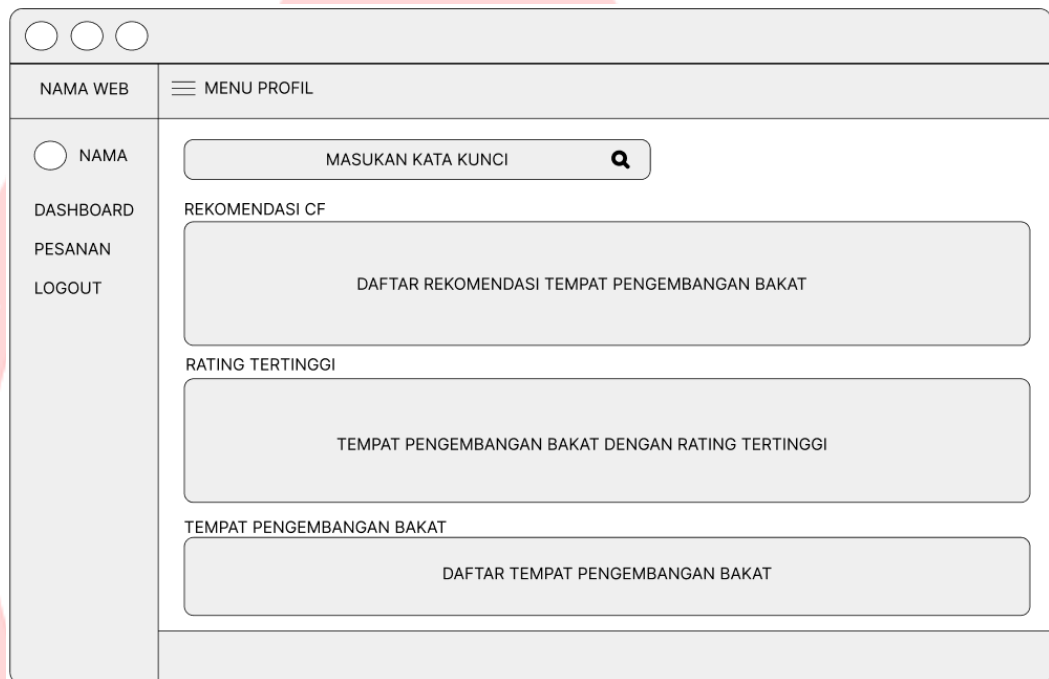 NAMA WEB
MENU PROFIL
NAMA
DASHBOARD
PESANAN
LOGOUT
MASUKAN KATA KUNCI
REKOMENDASI CF
DAFTAR REKOMENDASI TEMPAT PENGEMBANGAN BAKAT
RATING TERTINGGI
TEMPAT PENGEMBANGAN BAKAT DENGAN RATING TERTINGGI
TEMPAT PENGEMBANGAN BAKAT
DAFTAR TEMPAT PENGEMBANGAN BAKAT